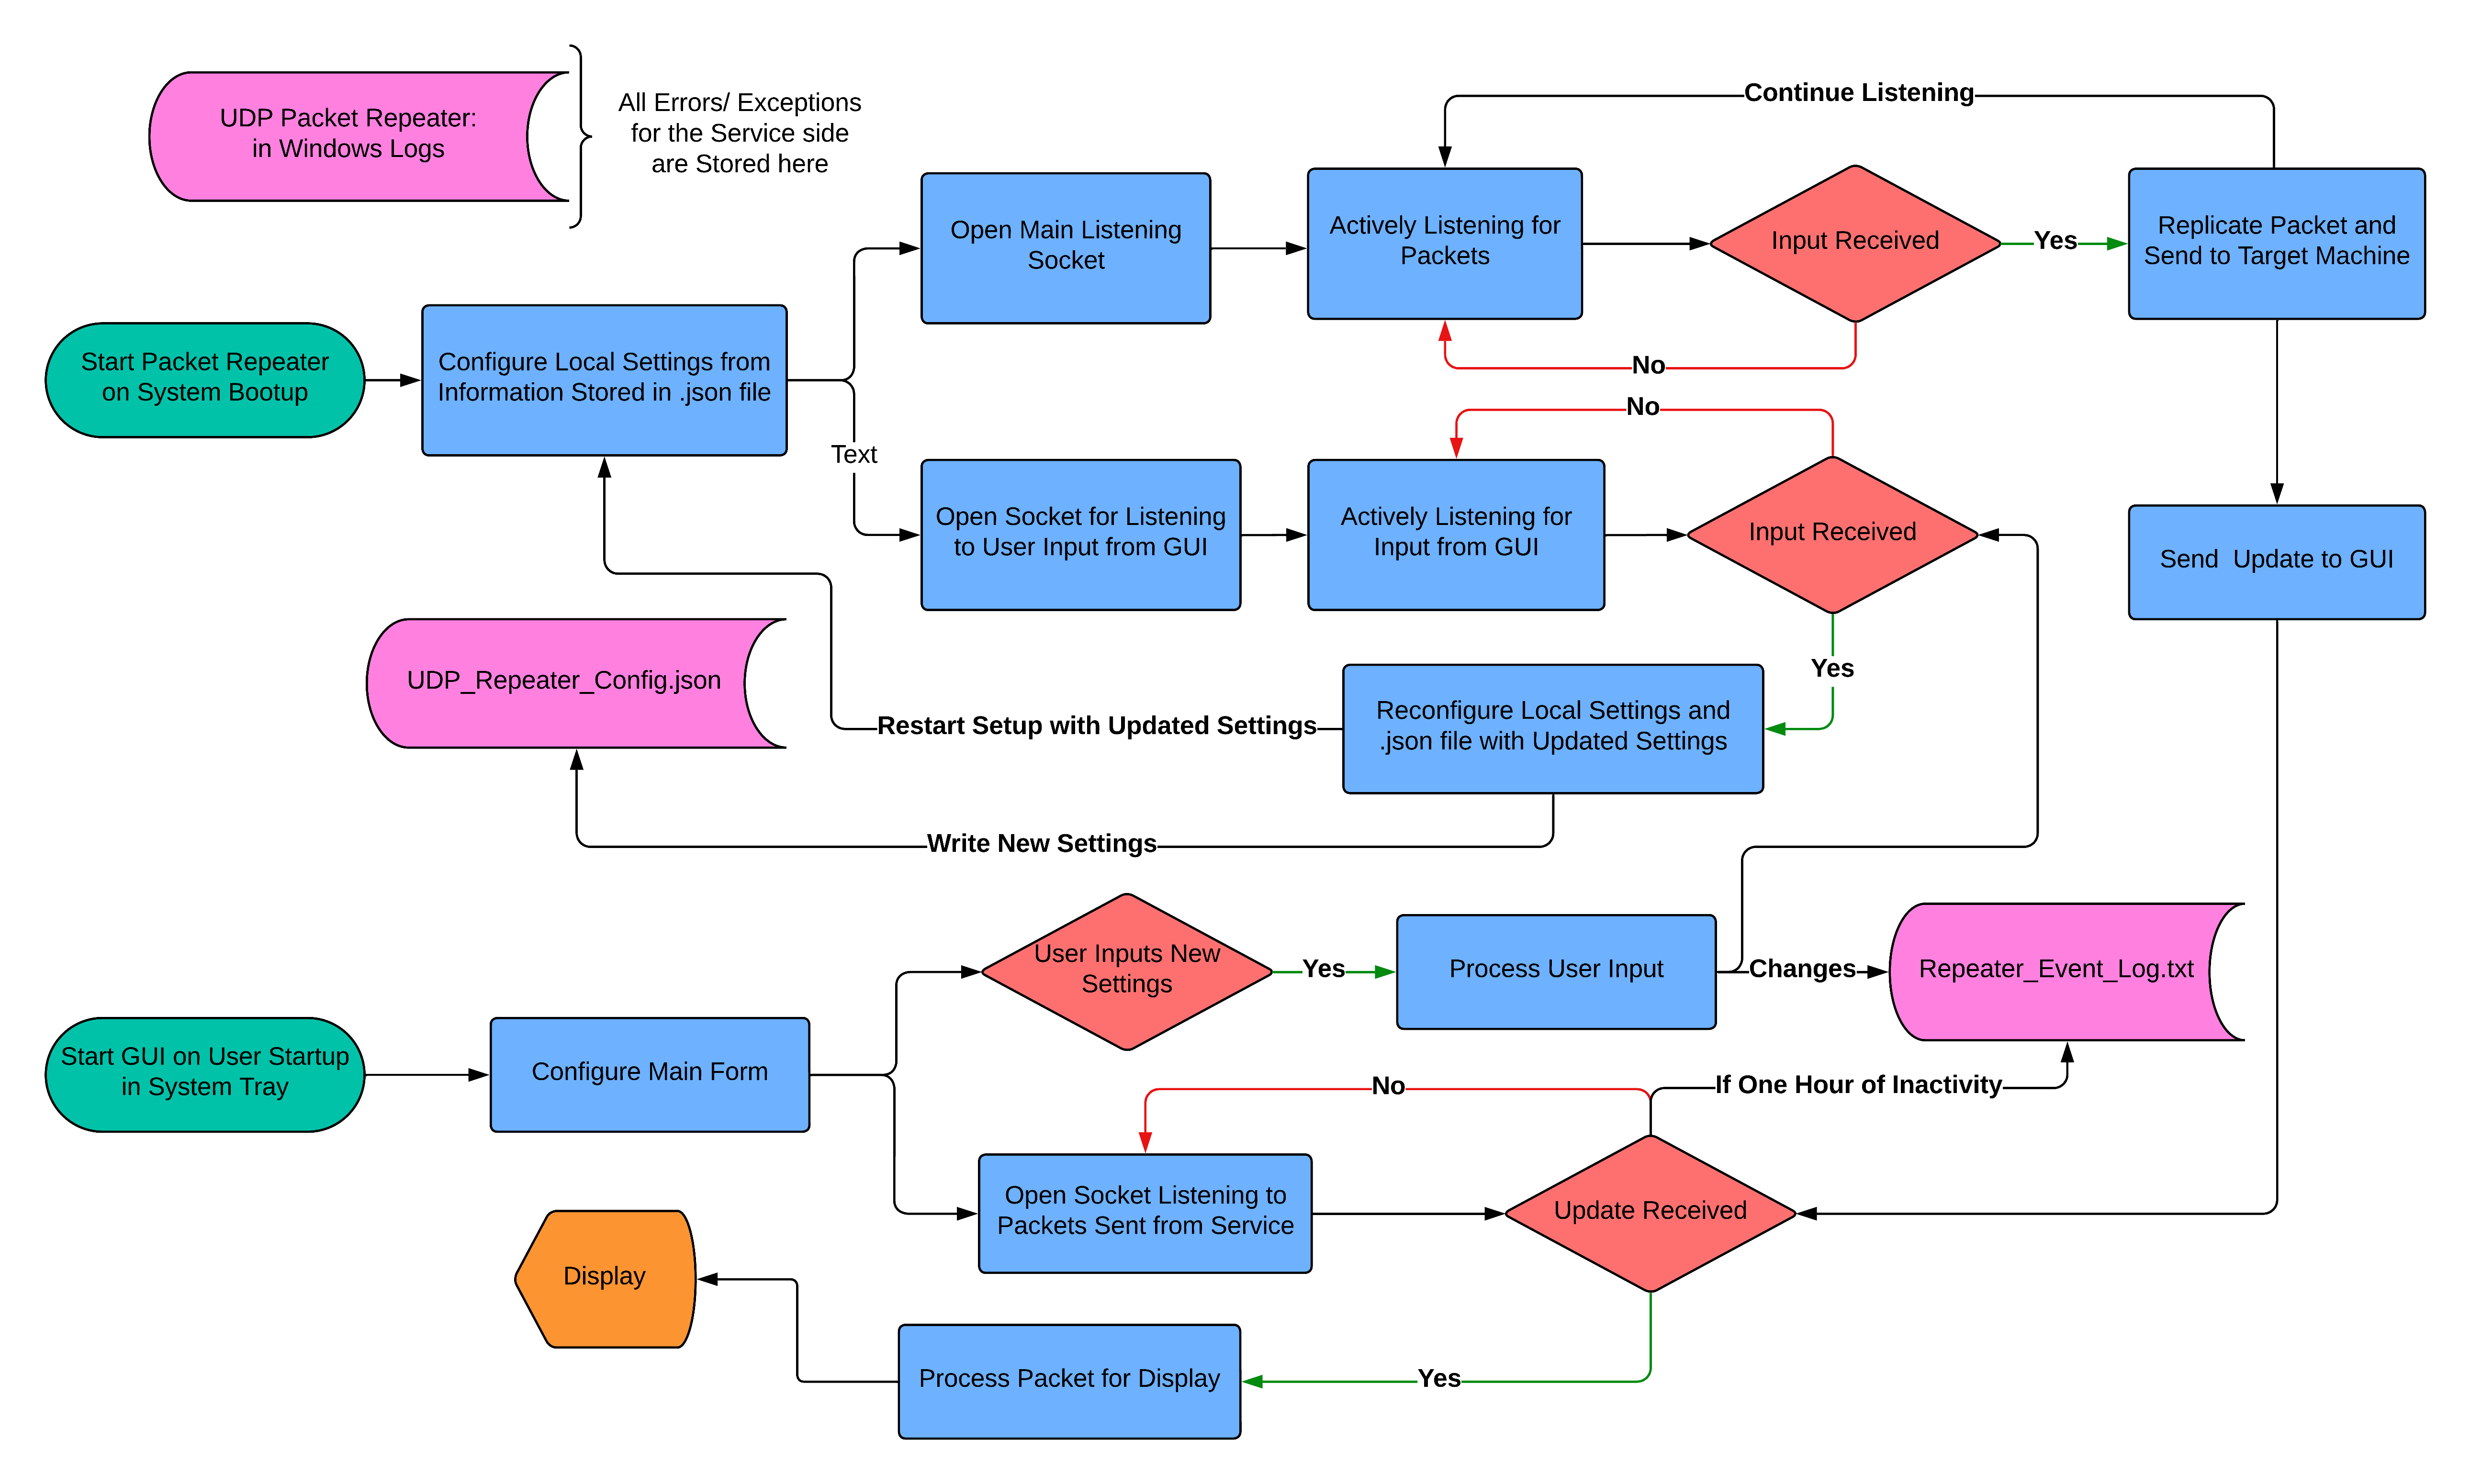 UDP Packet Repeater:
in Windows Logs
All Errors/ Exceptions
for the Service side
are Stored here
Continue Listening
Open Main Listening
Socket
Actively Listening for
Packets
Input Received
Yes
Replicate Packet and
Send to Target Machine
No
Start Packet Repeater
on System Bootup
Configure Local Settings from
Information Stored in .json file
Text
No
Open Socket for Listening
to User Input from GUI
Actively Listening for
Input from GUI
Input Received
Send  Update to GUI
Yes
UDP_Repeater_Config.json
Restart Setup with Updated Settings
Reconfigure Local Settings and
.json file with Updated Settings
Write New Settings
User Inputs New
Settings
Yes
Process User Input
Changes
Repeater_Event_Log.txt
Start GUI on User Startup
in System Tray
Configure Main Form
No
If One Hour of Inactivity
Open Socket Listening to
Packets Sent from Service
Update Received
Display
Process Packet for Display
Yes